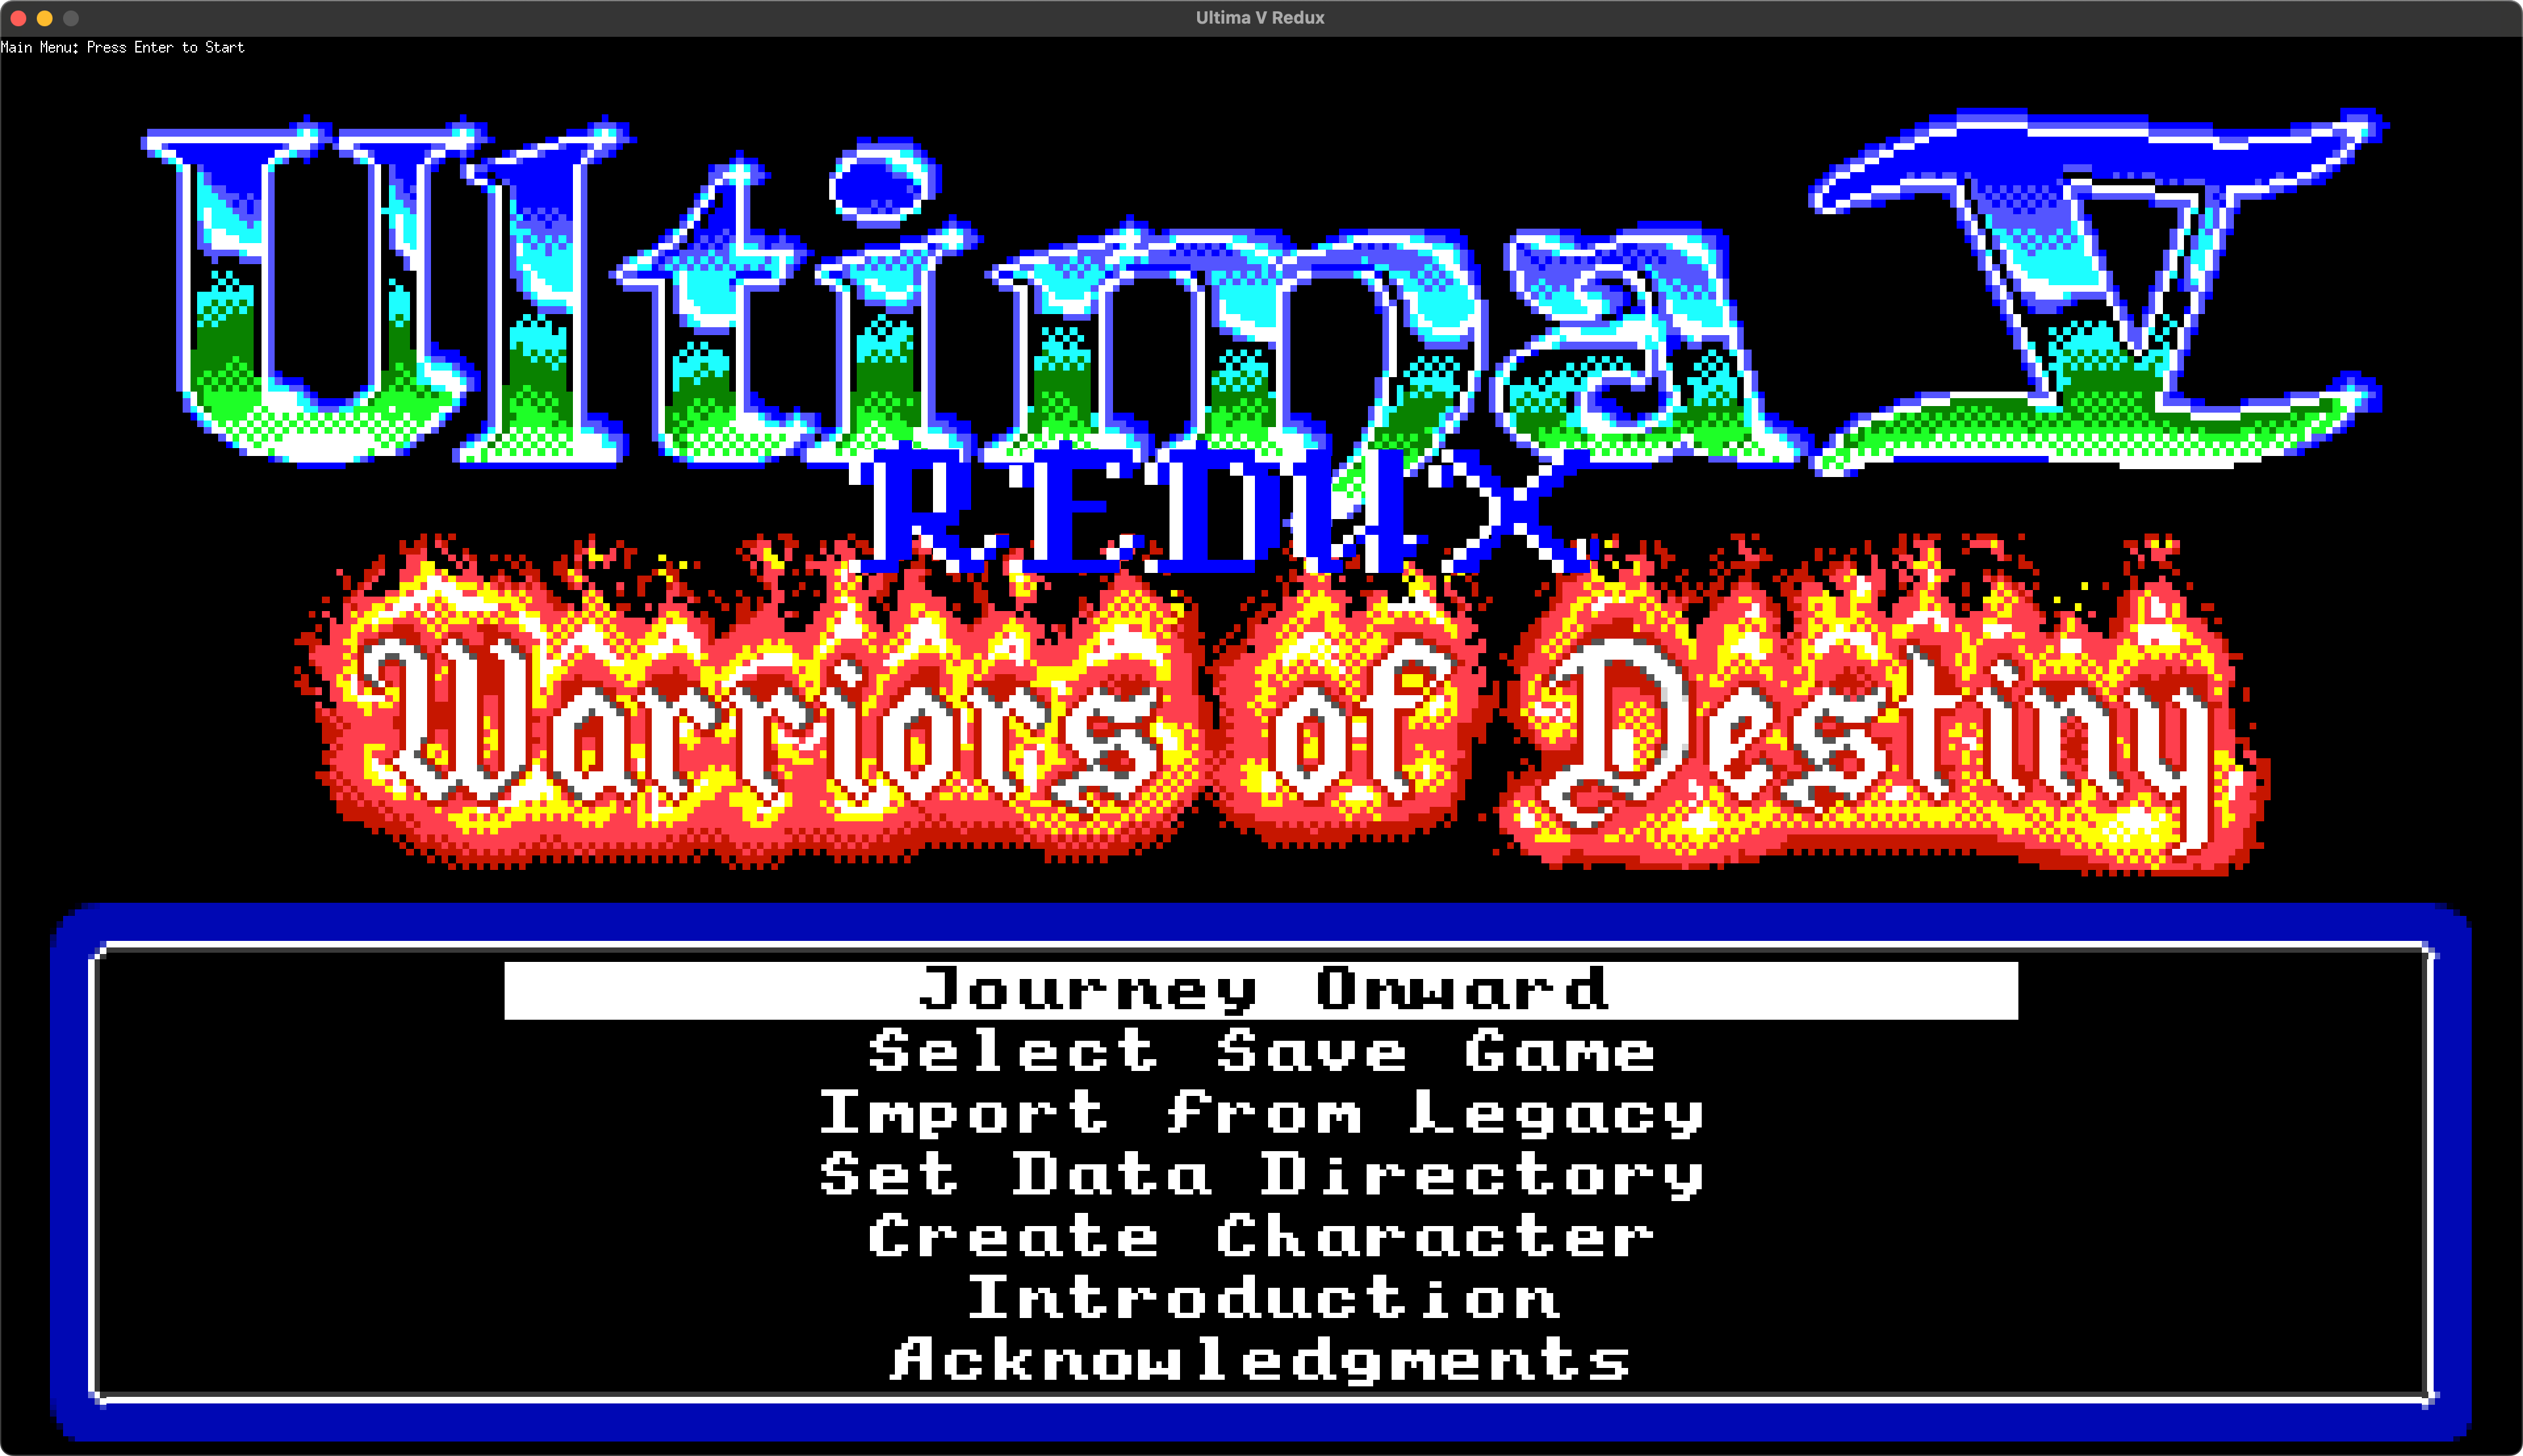 Ultima V Redux
Main Menu: Press Enter to Start
Ultima V
REDUX
Warriors of Destiny
Journey Onward
Select Save Game
Import from Legacy
Set Data Directory
Create Character
Introduction
Acknowledgments